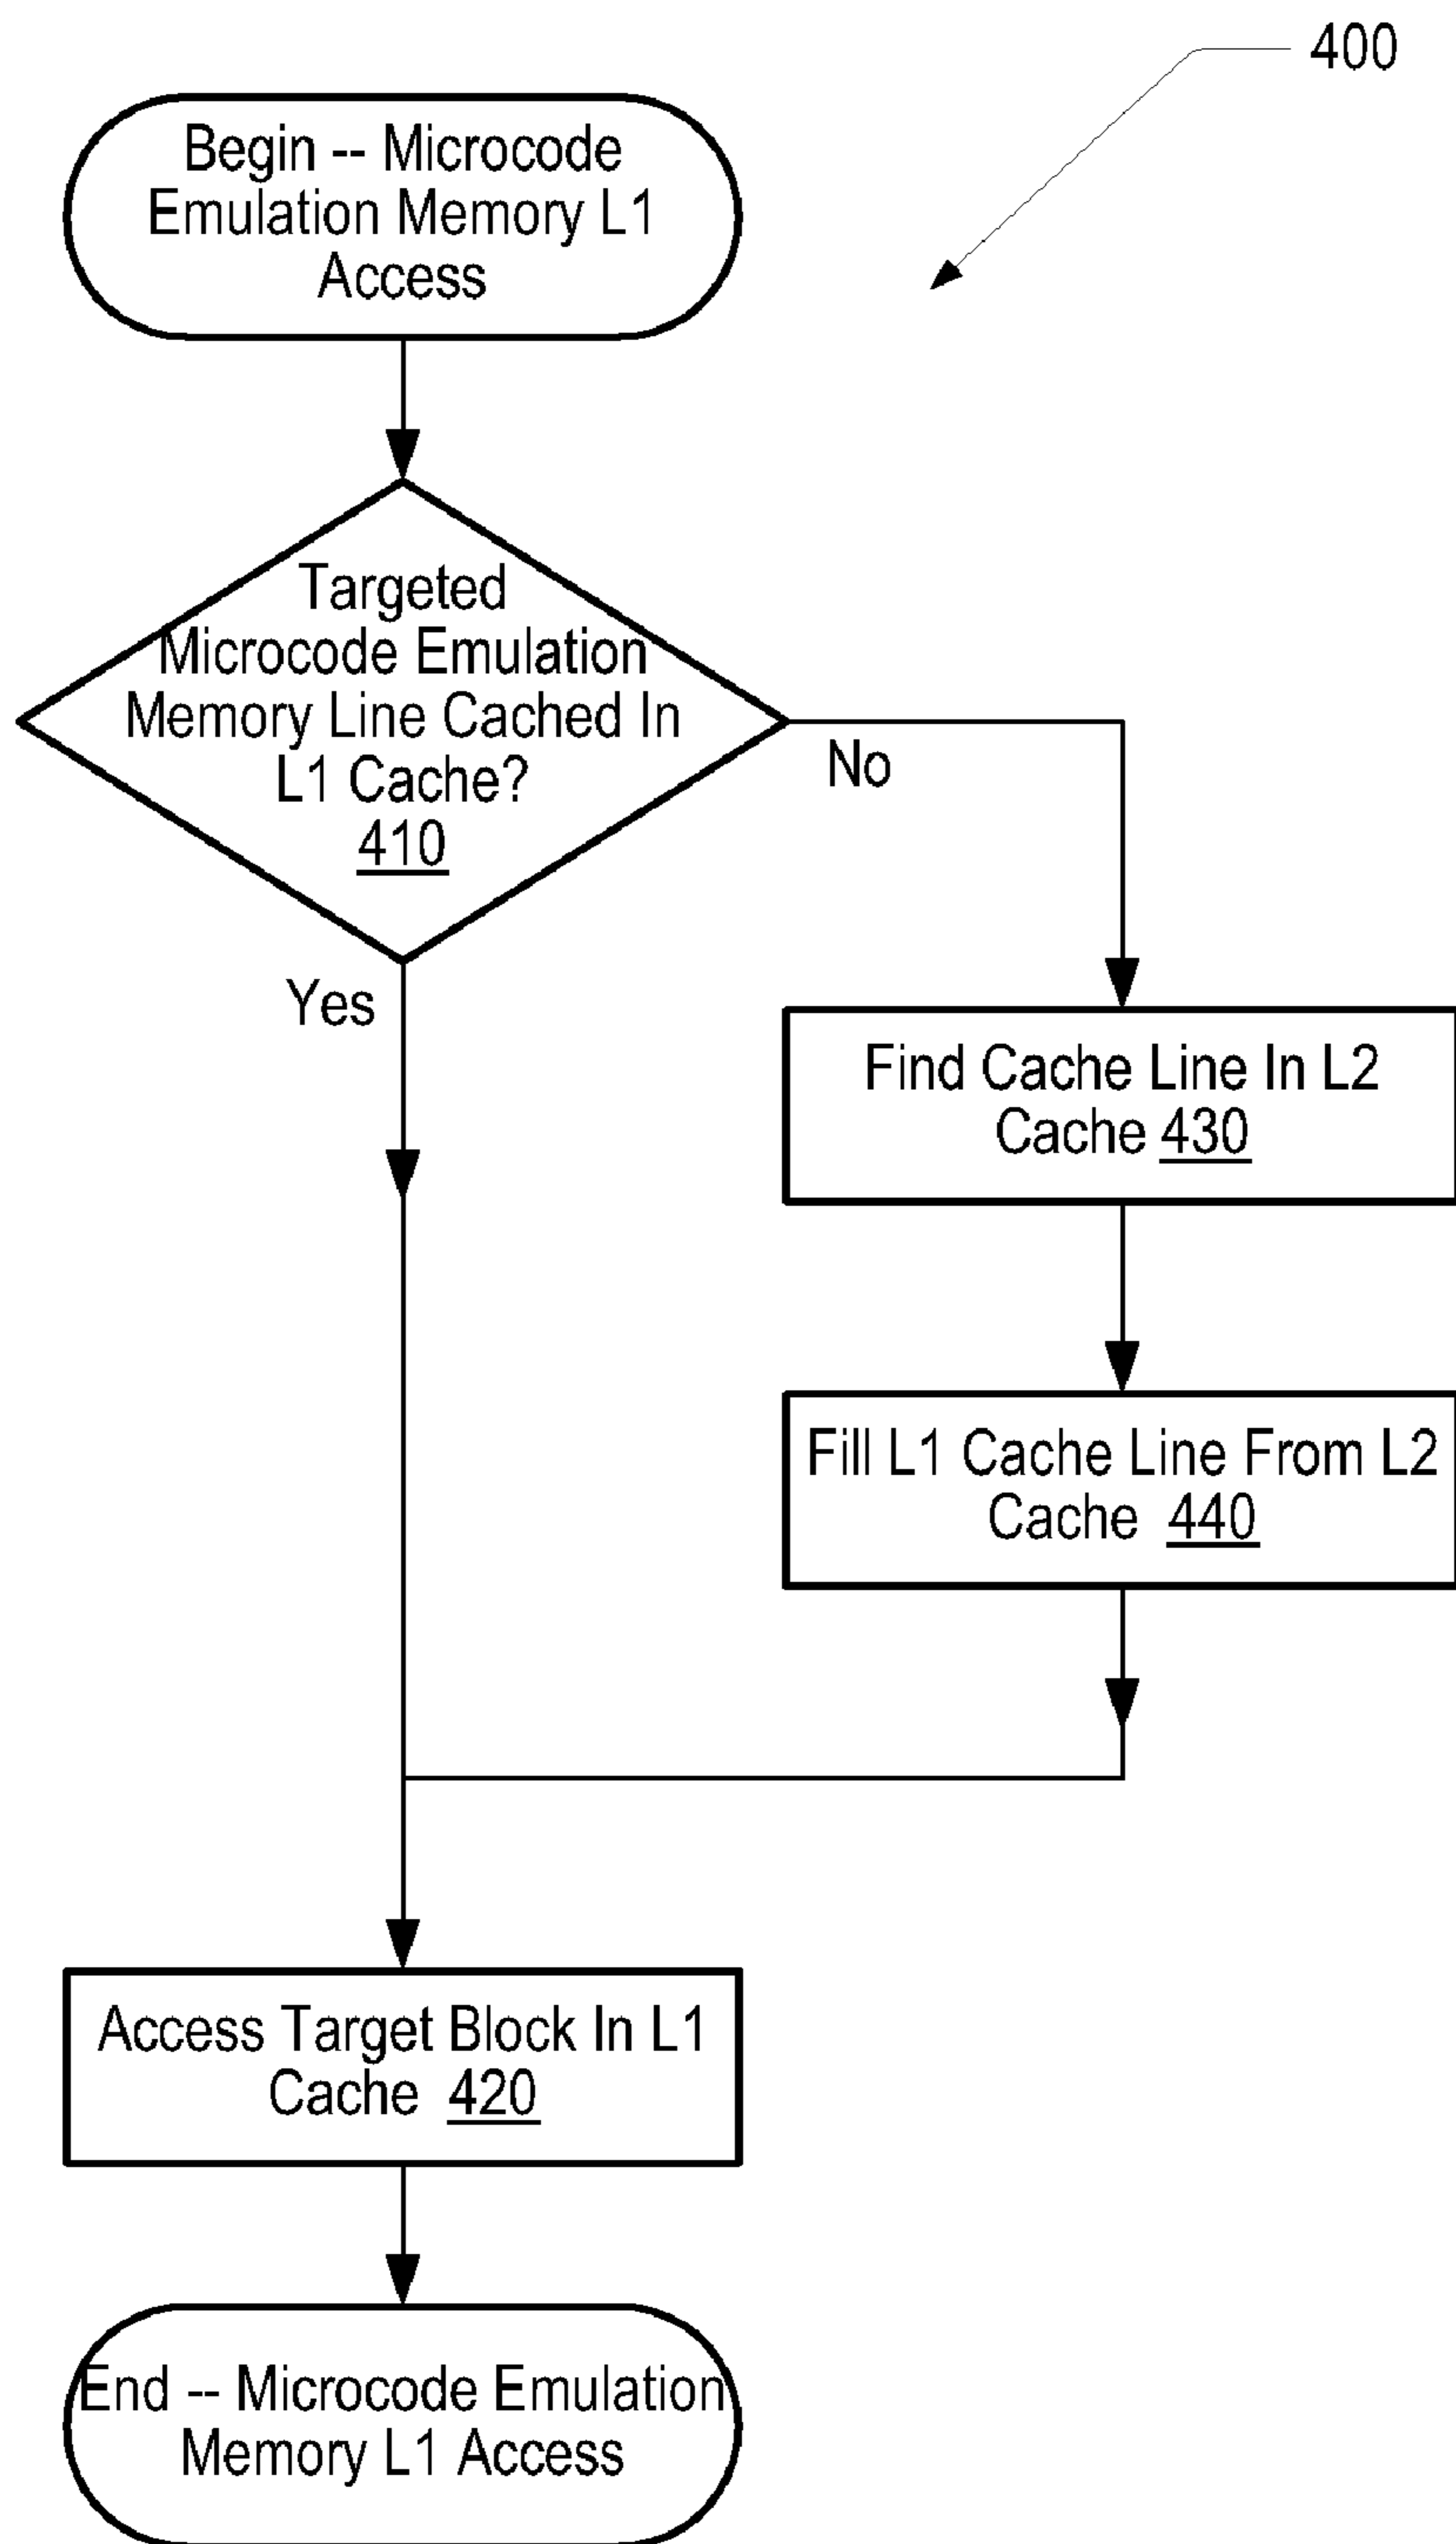 400
Begin -- Microcode
Emulation Memory L1
Access
Targeted
Microcode Emulation
Memory Line Cached In
L1 Cache?
410
No
Yes
Find Cache Line In L2
Cache 430
Fill L1 Cache Line From L2
Cache 440
Access Target Block In L1
Cache 420
End -- Microcode Emulation
Memory L1 Access